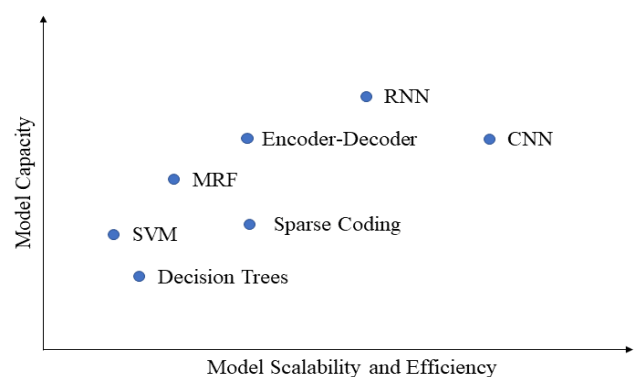 RNN
Encoder-Decoder
CNN
MRF
Sparse Coding
SVM
Decision Trees
Model Capacity
Model Scalability and Efficiency